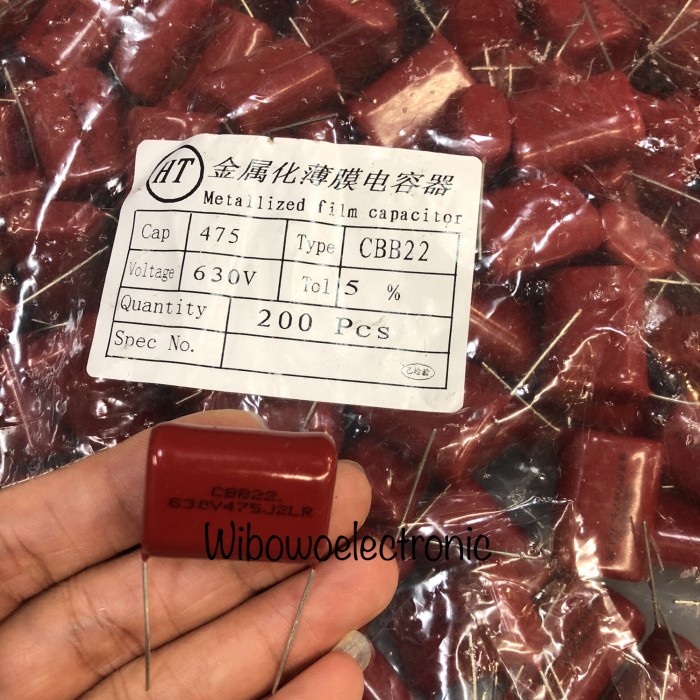 HT 金属化薄膜电容器
Metallized film capacitor
Cap 475 Type CBB22
Voltage 630V Tol 5 %
Quantity 200 Pcs
Spec No.
CBB22.
630V475J2LR
Wibowoelectronic